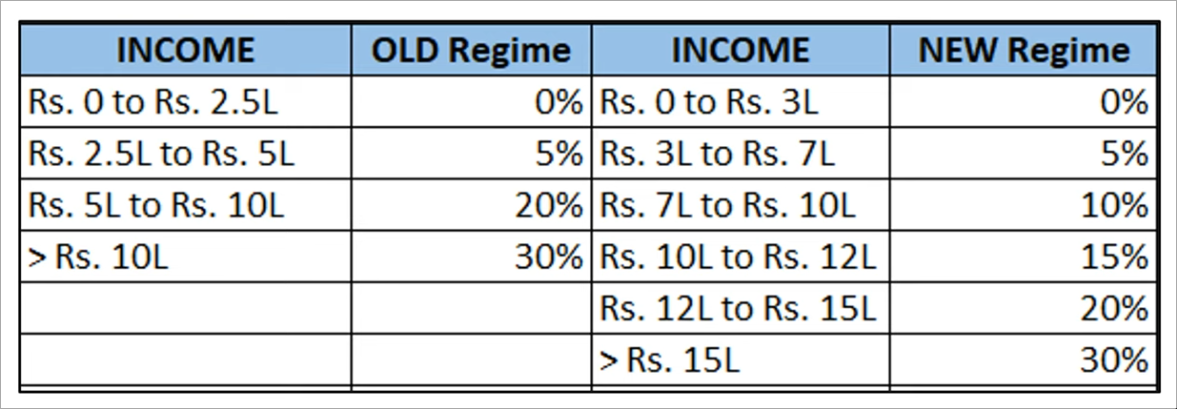 INCOME OLD Regime INCOME NEW Regime
Rs. 0 to Rs. 2.5L 0% Rs. 0 to Rs. 3L 0%
Rs. 2.5L to Rs. 5L 5% Rs. 3L to Rs. 7L 5%
Rs. 5L to Rs. 10L 20% Rs. 7L to Rs. 10L 10%
> Rs. 10L 30% Rs. 10L to Rs. 12L 15%
Rs. 12L to Rs. 15L 20%
> Rs. 15L 30%